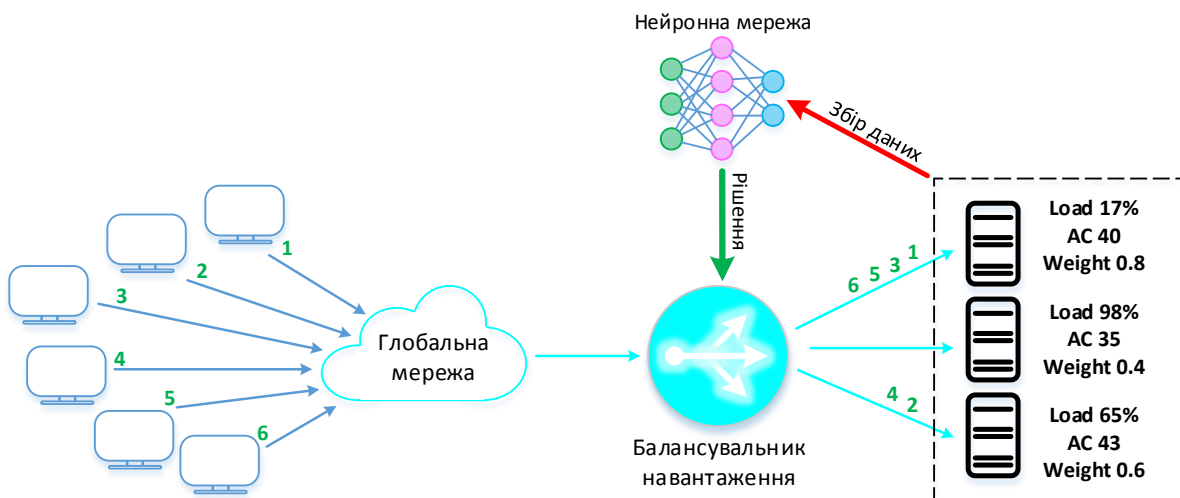 Нейронна мережа
Збір даних
Рішення
1
2
3
4
5
6
Глобальна
мережа
Балансувальник
навантаження
6 5 3 1
4 2
Load 17%
AC 40
Weight 0.8
Load 98%
AC 35
Weight 0.4
Load 65%
AC 43
Weight 0.6